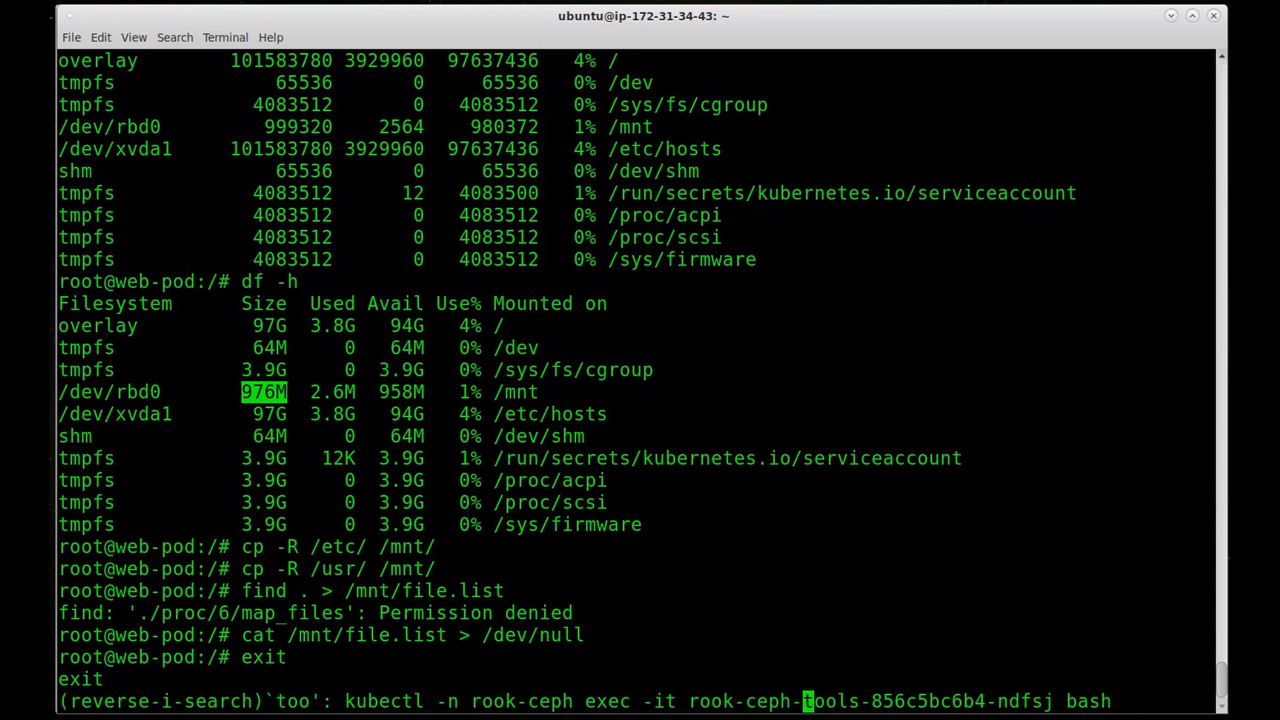 ubuntu@ip-172-31-34-43: ~
File Edit View Search Terminal Help
overlay 101583780 3929960 97637436 4% /
tmpfs 65536 0 65536 0% /dev
tmpfs 4083512 0 4083512 0% /sys/fs/cgroup
/dev/rbd0 999320 2564 980372 1% /mnt
/dev/xvda1 101583780 3929960 97637436 4% /etc/hosts
shm 65536 0 65536 0% /dev/shm
tmpfs 4083512 12 4083500 1% /run/secrets/kubernetes.io/serviceaccount
tmpfs 4083512 0 4083512 0% /proc/acpi
tmpfs 4083512 0 4083512 0% /proc/scsi
tmpfs 4083512 0 4083512 0% /sys/firmware
root@web-pod:/# df -h
Filesystem Size Used Avail Use% Mounted on
overlay 97G 3.8G 94G 4% /
tmpfs 64M 0 64M 0% /dev
tmpfs 3.9G 0 3.9G 0% /sys/fs/cgroup
/dev/rbd0 976M 2.6M 958M 1% /mnt
/dev/xvda1 97G 3.8G 94G 4% /etc/hosts
shm 64M 0 64M 0% /dev/shm
tmpfs 3.9G 12K 3.9G 1% /run/secrets/kubernetes.io/serviceaccount
tmpfs 3.9G 0 3.9G 0% /proc/acpi
tmpfs 3.9G 0 3.9G 0% /proc/scsi
tmpfs 3.9G 0 3.9G 0% /sys/firmware
root@web-pod:/# cp -R /etc/ /mnt/
root@web-pod:/# cp -R /usr/ /mnt/
root@web-pod:/# find . > /mnt/file.list
find: './proc/6/map_files': Permission denied
root@web-pod:/# cat /mnt/file.list > /dev/null
root@web-pod:/# exit
exit
(reverse-i-search)`too': kubectl -n rook-ceph exec -it rook-ceph-tools-856c5bc6b4-ndfsj bash